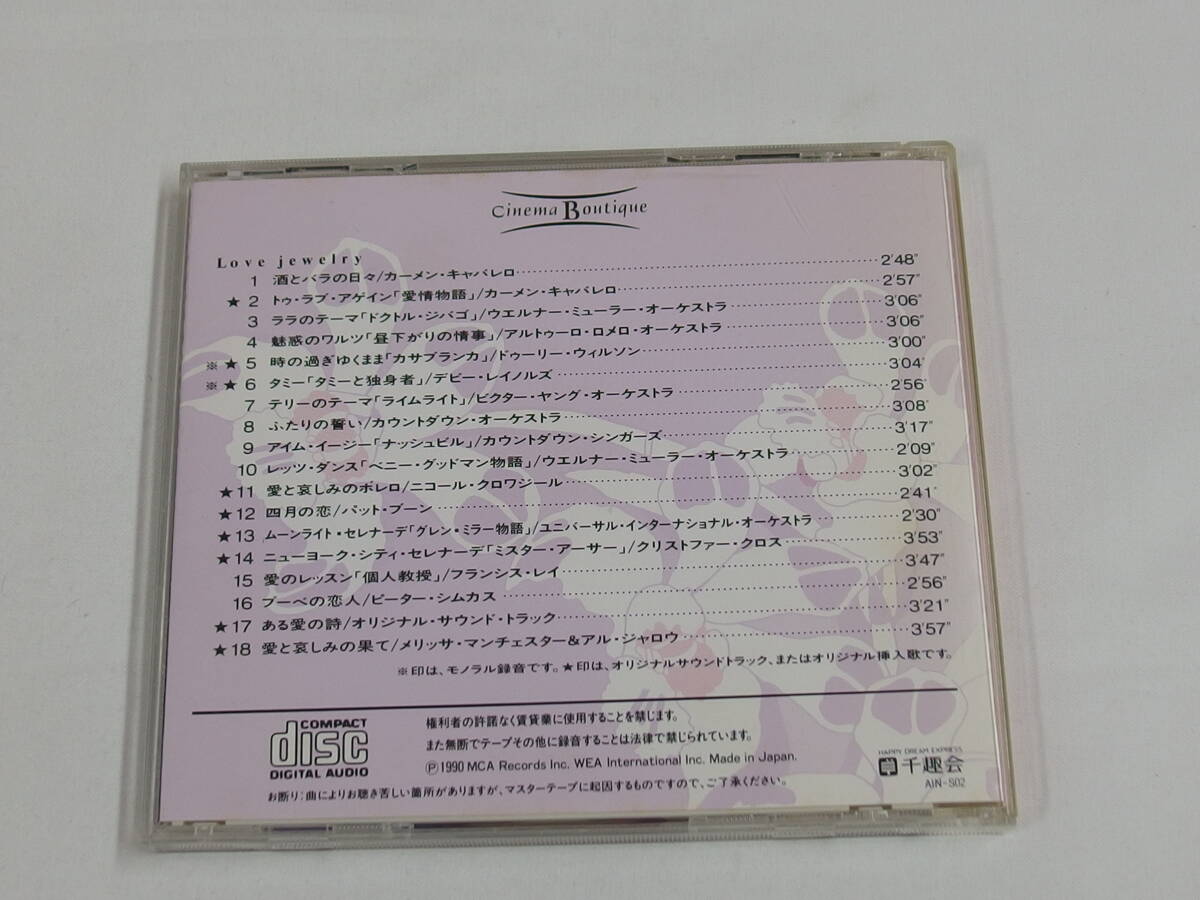 Cinema Boutique
Love jewelry
1 酒とバラの日々/カーメン・キャバレロ 2'48"
★2 トゥ・ラブ・アゲイン「愛情物語」/カーメン・キャバレロ 2'57"
3 ララのテーマ「ドクトル・ジバゴ」/ウエルナー・ミューラー・オーケストラ 3'06"
4 魅惑のワルツ「昼下がりの情事」/アルトゥーロ・ロメロ・オーケストラ 3'06"
※★5 時の過ぎゆくまま「カサブランカ」/ドゥーリー・ウィルソン 3'00"
※★6 タミー「タミーと独身者」/デビー・レイノルズ 3'04"
7 テリーのテーマ「ライムライト」/ビクター・ヤング・オーケストラ 2'56"
8 ふたりの誓い/カウントダウン・オーケストラ 3'08"
9 アイム・イージー「ナッシュビル」/カウントダウン・シンガーズ 3'17"
10 レッツ・ダンス「ベニー・グッドマン物語」/ウエルナー・ミューラー・オーケストラ 2'09"
★11 愛と哀しみのボレロ/ニコール・クロワジール 3'02"
★12 四月の恋/パット・ブーン 2'41"
★13 ムーンライト・セレナーデ「グレン・ミラー物語」/ユニバーサル・インターナショナル・オーケストラ 2'30"
★14 ニューヨーク・シティ・セレナーデ「ミスター・アーサー」/クリストファー・クロス 3'53"
15 愛のレッスン「個人教授」/フランシス・レイ 3'47"
16 ブーベの恋人/ピーター・シムカス 2'56"
★17 ある愛の詩/オリジナル・サウンド・トラック 3'21"
★18 愛と哀しみの果て/メリッサ・マンチェスター&アル・ジャロウ 3'57"
※印は、モノラル録音です。★印は、オリジナルサウンドトラック、またはオリジナル挿入歌です。
COMPACT
disc
DIGITAL AUDIO
権利者の許諾なく賃貸業に使用することを禁じます。
また無断でテープその他に録音することは法律で禁じられています。
Ⓟ1990 MCA Records Inc. WEA International Inc. Made in Japan.
お断り:曲によりお聴き苦しい箇所がありますが、マスターテープに起因するものですので、ご了承ください。
HAPPY DREAM EXPRESS
千趣会
AIN-S02